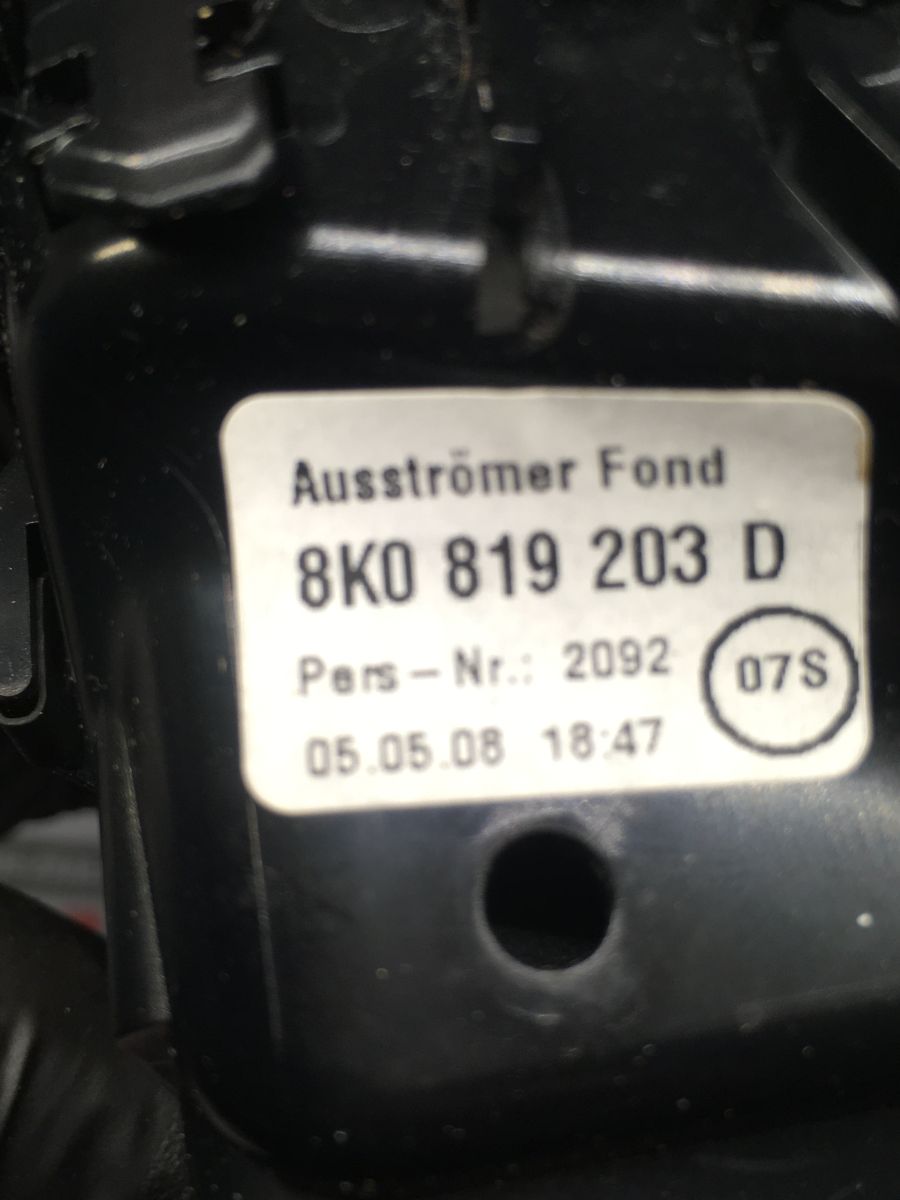 Ausströmer Fond
8K0 819 203 D
Pers-Nr.: 2092
07S
05.05.08 18:47